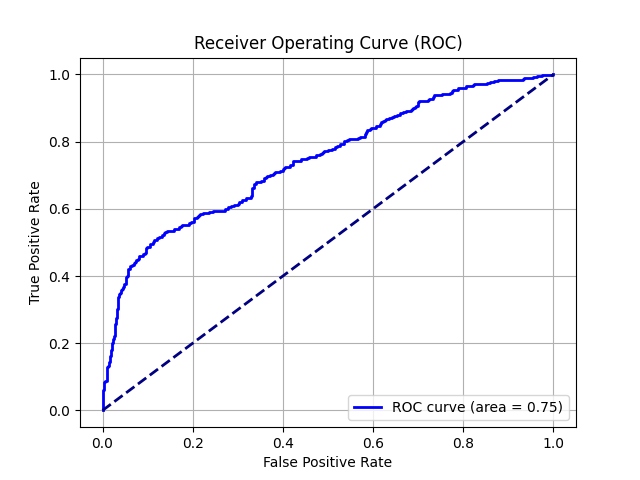 Receiver Operating Curve (ROC)
True Positive Rate
1.0
0.8
0.6
0.4
0.2
0.0
ROC curve (area = 0.75)
0.0 0.2 0.4 0.6 0.8 1.0
False Positive Rate